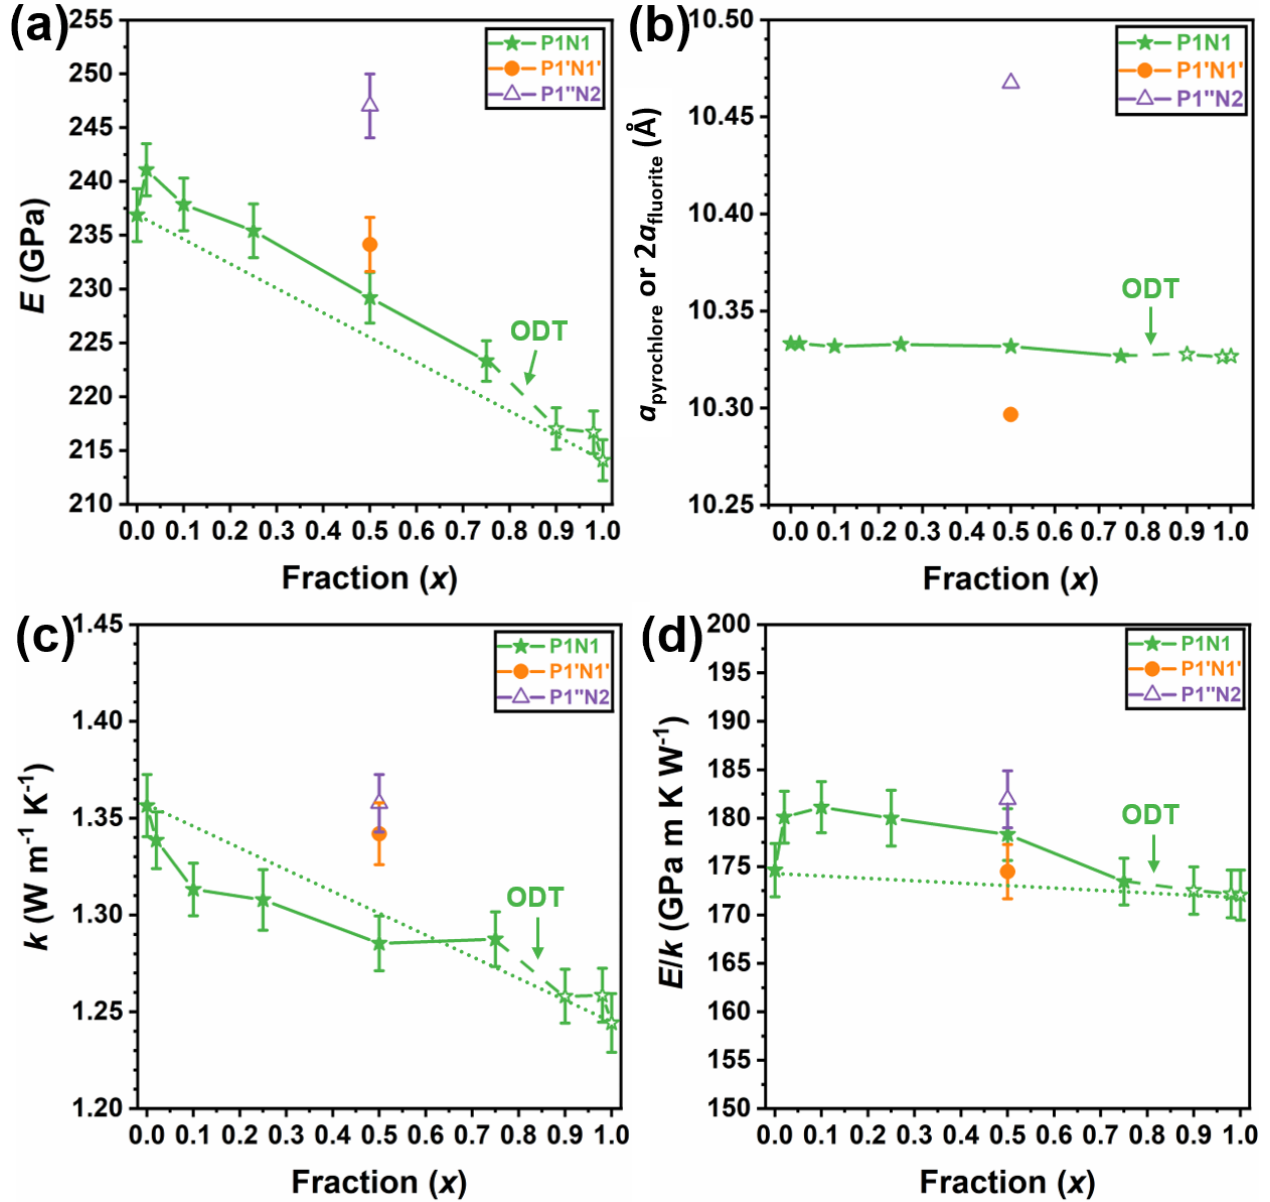 (a)
255
250
245
240
235
230
225
220
215
210
E (GPa)
P1N1
P1'N1'
P1''N2
ODT
0.0 0.1 0.2 0.3 0.4 0.5 0.6 0.7 0.8 0.9 1.0
Fraction (x)
(b)
10.50
10.45
10.40
10.35
10.30
10.25
a_pyrochlore or 2a_fluorite (Å)
P1N1
P1'N1'
P1''N2
ODT
0.0 0.1 0.2 0.3 0.4 0.5 0.6 0.7 0.8 0.9 1.0
Fraction (x)
(c)
1.45
1.40
1.35
1.30
1.25
1.20
k (W m⁻¹ K⁻¹)
P1N1
P1'N1'
P1''N2
ODT
0.0 0.1 0.2 0.3 0.4 0.5 0.6 0.7 0.8 0.9 1.0
Fraction (x)
(d)
200
195
190
185
180
175
170
165
160
155
150
E/k (GPa m K W⁻¹)
P1N1
P1'N1'
P1''N2
ODT
0.0 0.1 0.2 0.3 0.4 0.5 0.6 0.7 0.8 0.9 1.0
Fraction (x)